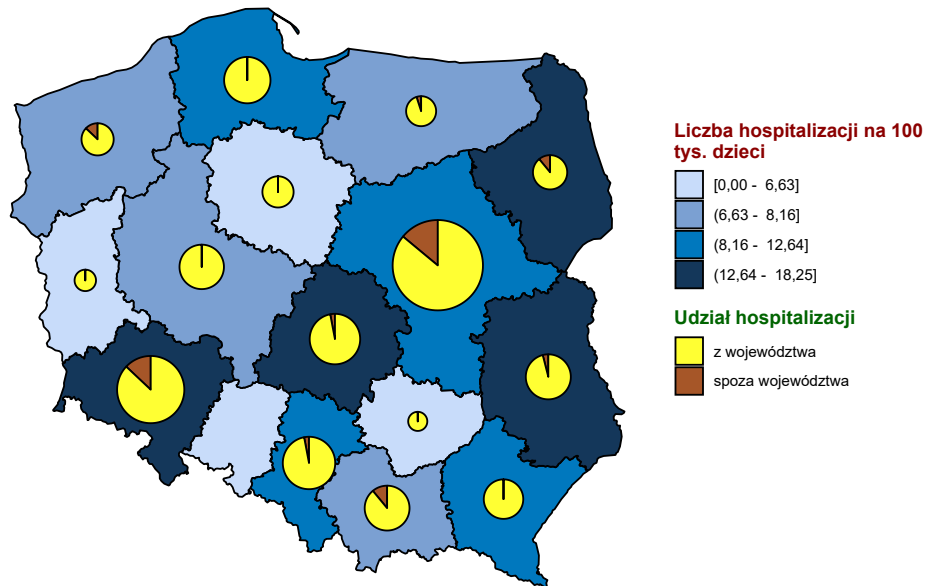 Liczba hospitalizacji na 100
tys. dzieci
[0,00 - 6,63]
(6,63 - 8,16]
(8,16 - 12,64]
(12,64 - 18,25]
Udział hospitalizacji
z województwa
spoza województwa